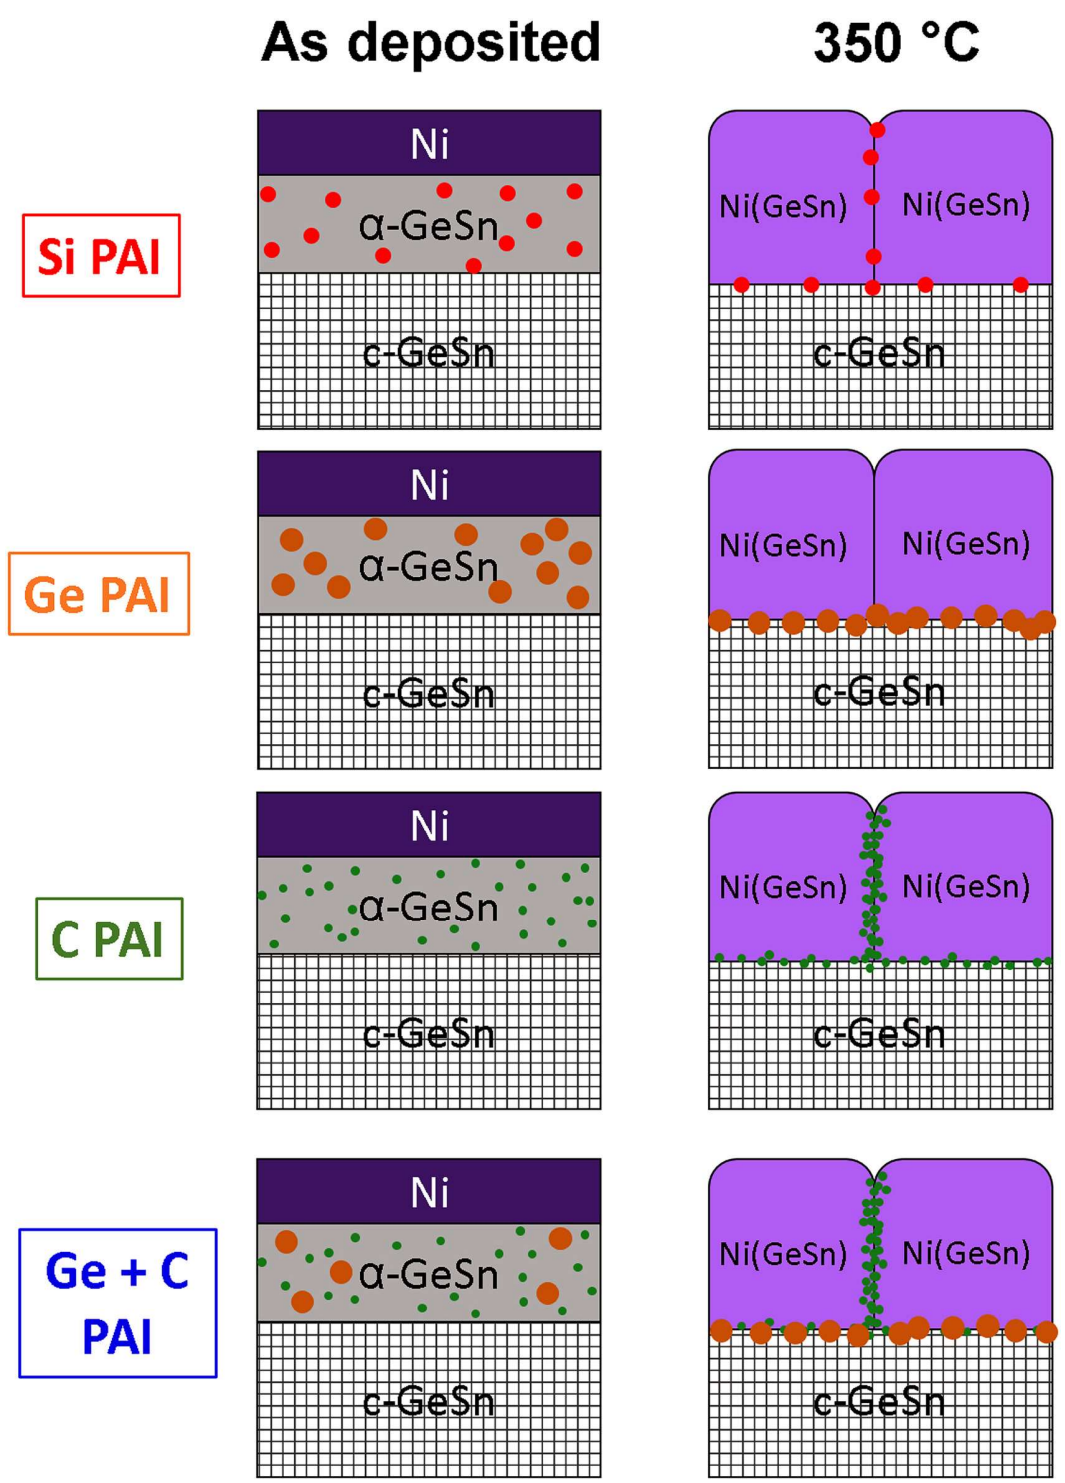 As deposited
350 °C
Si PAI
Ni
α-GeSn
c-GeSn
Ni(GeSn)
Ni(GeSn)
c-GeSn
Ge PAI
Ni
α-GeSn
c-GeSn
Ni(GeSn)
Ni(GeSn)
c-GeSn
C PAI
Ni
α-GeSn
c-GeSn
Ni(GeSn)
Ni(GeSn)
c-GeSn
Ge + C
PAI
Ni
α-GeSn
c-GeSn
Ni(GeSn)
Ni(GeSn)
c-GeSn